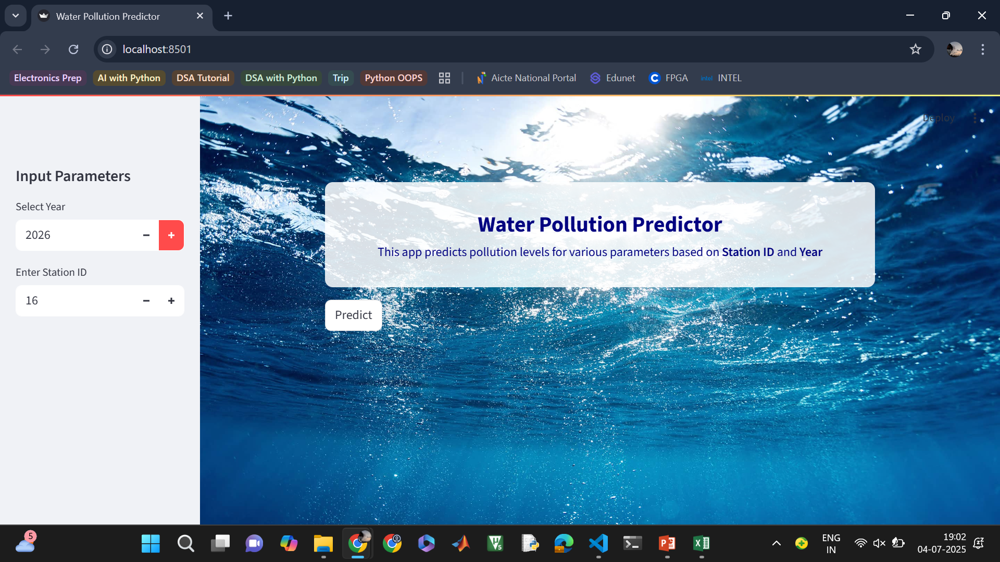 Water Pollution Predictor
localhost:8501
Electronics Prep AI with Python DSA Tutorial DSA with Python Trip Python OOPS Aicte National Portal Edunet FPGA intel INTEL
Deploy
Input Parameters
Select Year
2026
Enter Station ID
16
Water Pollution Predictor
This app predicts pollution levels for various parameters based on Station ID and Year
Predict
5
ENG
IN
19:02
04-07-2025